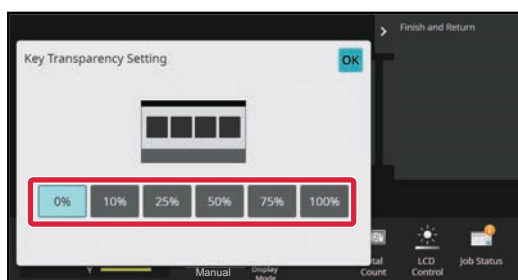 Finish and Return
Key Transparency Setting
OK
0%
10%
25%
50%
75%
100%
Y
Manual
Display
Mode
Count
LCD
Control
Job Status